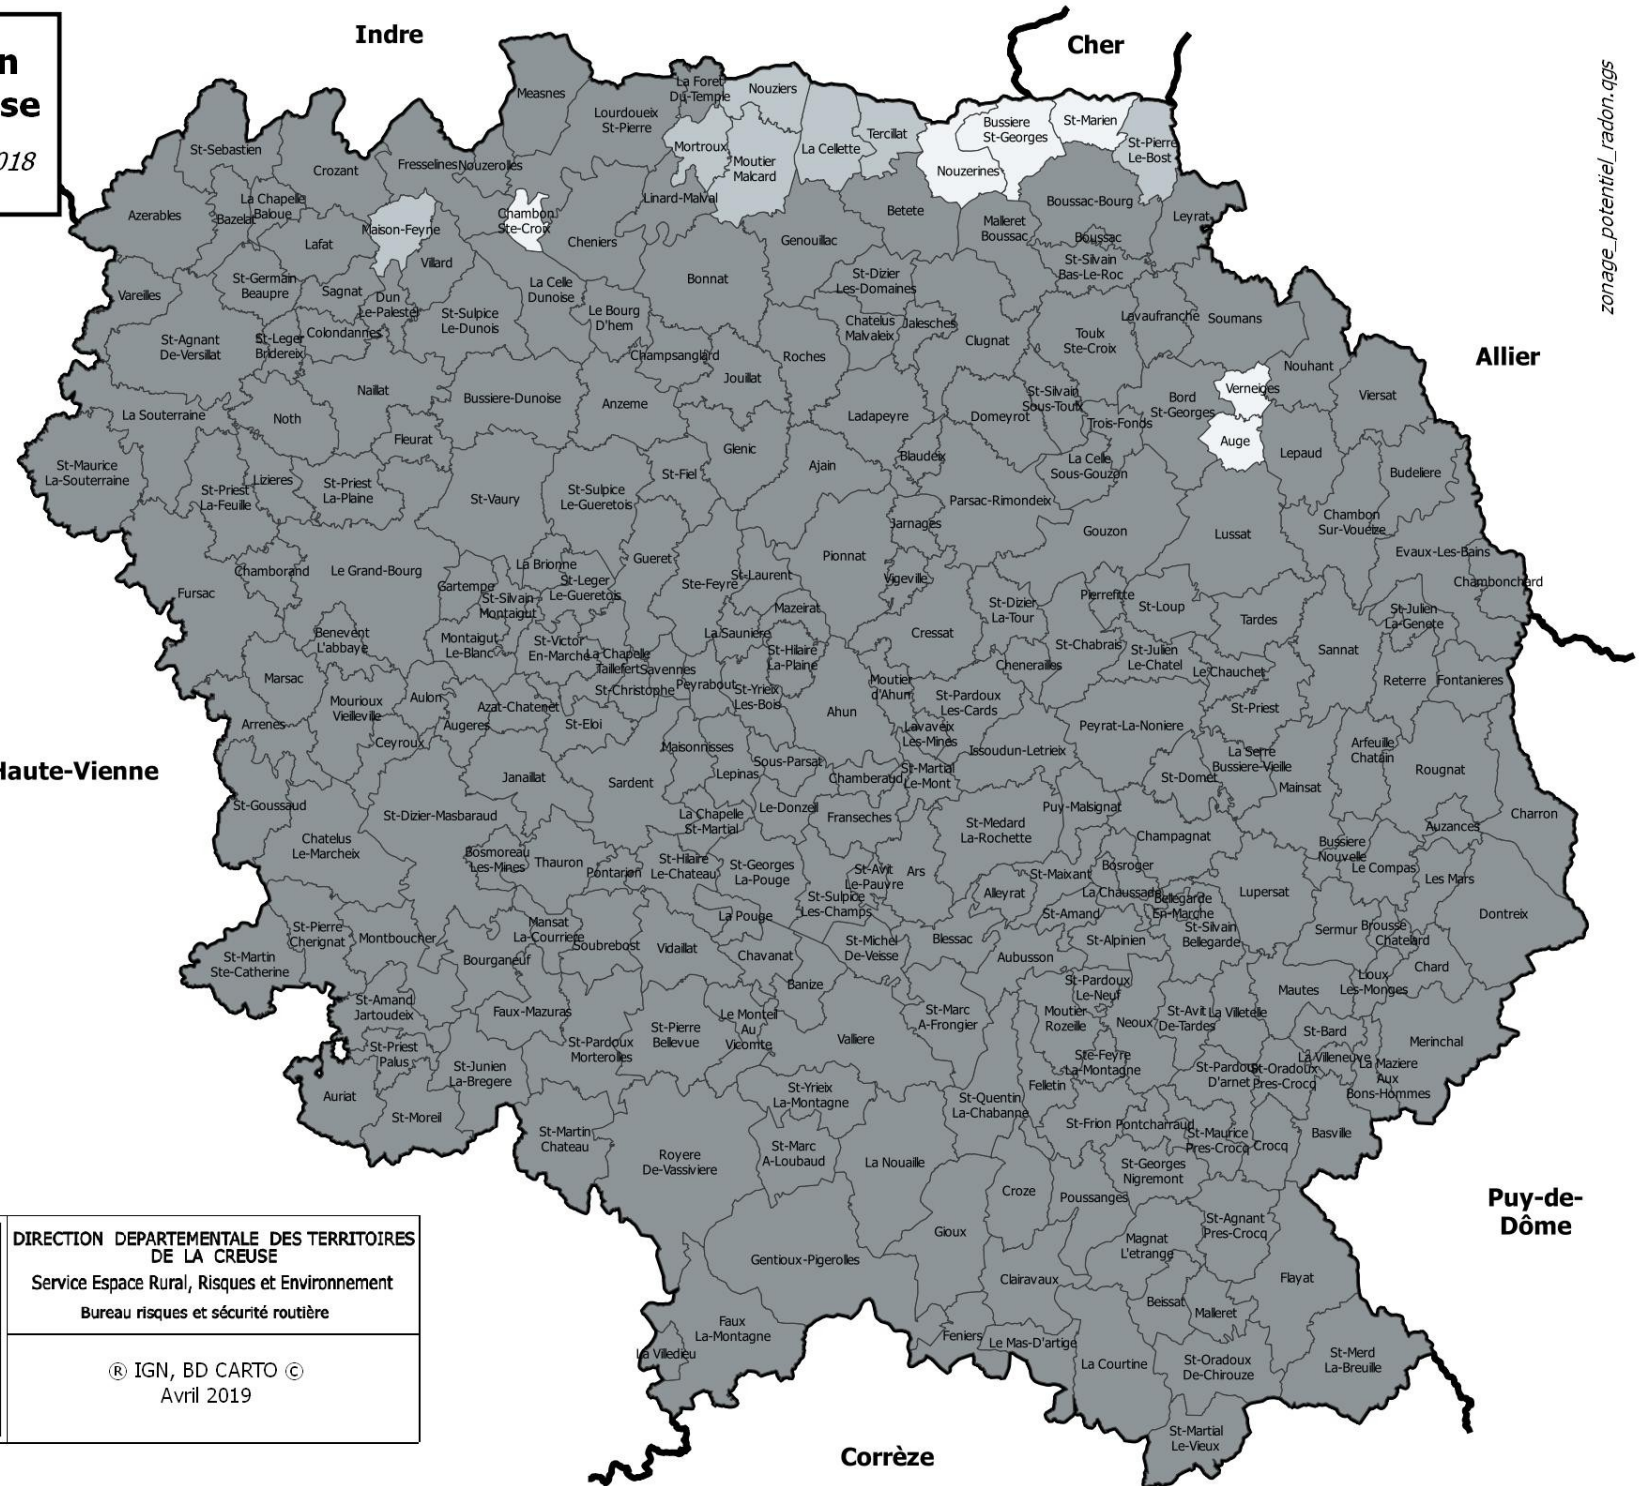 n
se
018
Indre
Cher
zonage_potentiel_radon.qgs
Allier
Haute-Vienne
Puy-de-
Dôme
Corrèze
Measnes
La Foret
Du-Temple
Nouziers
Lourdoueix
St-Pierre
Bussiere
St-Georges
St-Marien
Tercillat
St-Pierre
Le-Bost
St-Sebastien
Mortroux
La Cellette
Moutier
Malcard
Fresselines
Nouzerolles
Crozant
Nouzerines
La Chapelle
Baloue
Linard-Malval
Boussac-Bourg
Azerables
Bazelat
Chambon
Ste-Croix
Betete
Leyrat
Malleret
Boussac
Maison-Feyne
Lafat
Cheniers
Genouillac
Boussac
Villard
St-Silvain
Bas-Le-Roc
St-Germain
Beaupre
Bonnat
St-Dizier
Les-Domaines
Vareilles
Sagnat
Dun
Le-Palestel
La Celle
Dunoise
St-Sulpice
Le-Dunois
Le Bourg
D'hem
Lavaufranche
Soumans
Chatelus
Malvaleix
Jalesches
St-Agnant
De-Versillat
St-Leger
Bridereix
Colondannes
Clugnat
Toulx
Ste-Croix
Champsanglard
Roches
Nouhant
Jouillat
Naillat
Bussiere-Dunoise
Anzeme
Verneiges
Viersat
Bord
St-Georges
St-Silvain
Sous-Toulx
La Souterraine
Noth
Ladapeyre
Domeyrot
Trois-Fonds
Fleurat
Glenic
Auge
Lepaud
St-Maurice
La-Souterraine
Ajain
Blaudeix
La Celle
Sous-Gouzon
Budeliere
Lizieres
St-Priest
La-Feuille
St-Priest
La-Plaine
St-Vaury
St-Sulpice
Le-Gueretois
St-Fiel
Parsac-Rimondeix
Jarnages
Gouzon
Lussat
Chambon
Sur-Voueize
Evaux-Les-Bains
Chambonchard
Fursac
Chamborand
Le Grand-Bourg
Gartempe
La Brionne
St-Leger
Le-Gueretois
Gueret
Ste-Feyre
St-Laurent
Pionnat
Vigeville
St-Silvain
Montaigut
Mazeirat
St-Dizier
La-Tour
Pierrefitte
St-Loup
Tardes
St-Julien
La-Genete
Benevent
L'abbaye
Montaigut
Le-Blanc
St-Victor
En-Marche
La Chapelle
Taillefert
La Sauniere
St-Hilaire
La-Plaine
Cressat
St-Chabrais
St-Julien
Le-Chatel
Sannat
Savennes
Chenerailles
Le Chauchet
Marsac
St-Christophe
Peyrabout
St-Yrieix
Les-Bois
Moutier
d'Ahun
Reterre
Fontanieres
Mourioux
Vieilleville
Aulon
Azat-Chatenet
St-Eloi
Ahun
St-Pardoux
Les-Cards
St-Priest
Arrenes
Augeres
Ceyroux
Lavaveix
Les-Mines
Peyrat-La-Noniere
Maisonnisses
Issoudun-Letrieix
La Serre
Bussiere-Vieille
Arfeuille
Chatain
Janaillat
Sardent
Lepinas
Sous-Parsat
Chamberaud
St-Martial
Le-Mont
St-Domet
Mainsat
Rougnat
St-Goussaud
St-Dizier-Masbaraud
La Chapelle
St-Martial
Le-Donzeil
Franseches
Puy-Malsignat
Charron
St-Medard
La-Rochette
Champagnat
Auzances
Chatelus
Le-Marcheix
Bosmoreau
Les-Mines
Thauron
Pontarion
St-Hilaire
Le-Chateau
St-Georges
La-Pouge
St-Avit
Le-Pauvre
Ars
St-Maixant
Bosroger
Bussiere
Nouvelle
Le Compas
Les Mars
Alleyrat
La Chaussade
Bellegarde
En-Marche
Lupersat
St-Sulpice
Les-Champs
St-Amand
Dontreix
La Pouge
St-Pierre
Cherignat
Montboucher
Mansat
La-Courriere
Soubrebost
Vidaillat
St-Michel
De-Veisse
Blessac
St-Alpinien
St-Silvain
Bellegarde
Sermur
Brousse
Chatelard
St-Martin
Ste-Catherine
Bourganeuf
Chavanat
Aubusson
Chard
Lioux
Les-Monges
Banize
St-Pardoux
Le-Neuf
Mautes
St-Amand
Jartoudeix
Faux-Mazuras
St-Marc
A-Frongier
Moutier
Rozeille
Neoux
St-Avit
De-Tardes
La Villetelle
Le Monteil
Au
Vicomte
St-Pierre
Bellevue
Valliere
St-Bard
Merinchal
St-Pardoux
Morterolles
St-Priest
Palus
St-Junien
La-Bregere
Ste-Feyre
La-Montagne
La Villeneuve
La Maziere
Aux
Bons-Hommes
St-Pardoux
D'arnet
St-Oradoux
Pres-Crocq
Auriat
St-Yrieix
La-Montagne
Felletin
St-Quentin
La-Chabanne
St-Moreil
St-Frion
Pontcharraud
St-Maurice
Pres-Crocq
Crocq
Basville
St-Martin
Chateau
Royere
De-Vassiviere
St-Marc
A-Loubaud
La Nouaille
St-Georges
Nigremont
Croze
Poussanges
Gioux
St-Agnant
Pres-Crocq
Magnat
L'etrange
Gentioux-Pigerolles
Clairavaux
Flayat
Beissat
Malleret
Faux
La-Montagne
Feniers
Le Mas-D'artige
La Villedieu
La Courtine
St-Oradoux
De-Chirouze
St-Merd
La-Breuille
St-Martial
Le-Vieux
DIRECTION DEPARTEMENTALE DES TERRITOIRES
DE LA CREUSE
Service Espace Rural, Risques et Environnement
Bureau risques et sécurité routière
® IGN, BD CARTO ©
Avril 2019